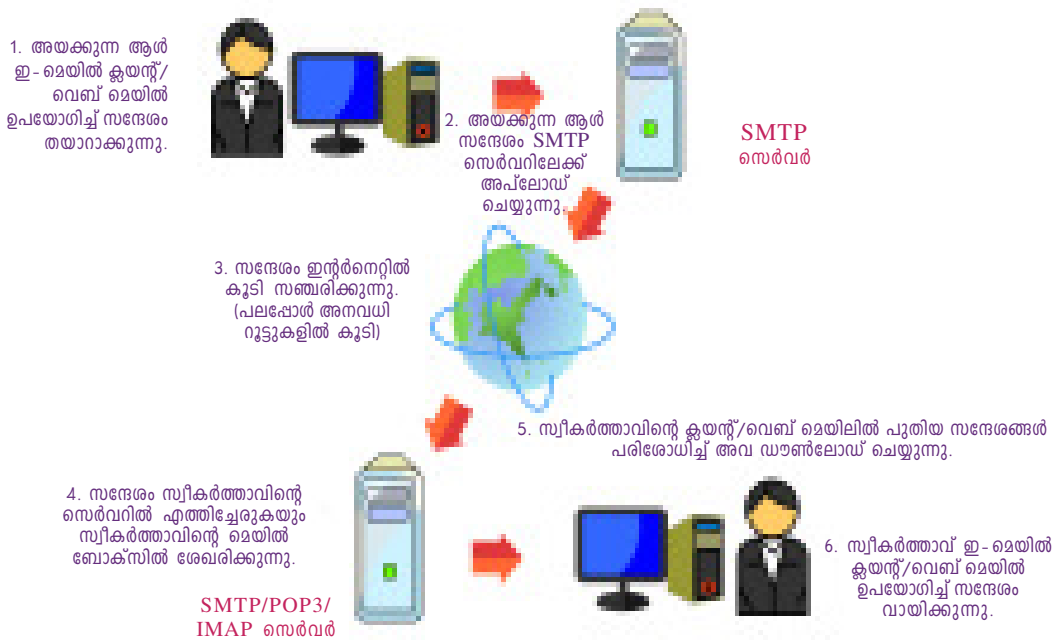 1. അയക്കുന്ന ആൾ
ഇ-മെയിൽ ക്ലയന്റ്/
വെബ് മെയിൽ
ഉപയോഗിച്ച് സന്ദേശം
തയാറാക്കുന്നു.
2. അയക്കുന്ന ആൾ
സന്ദേശം SMTP
സെർവറിലേക്ക്
അപ്‌ലോഡ്
ചെയ്യുന്നു.
SMTP
സെർവർ
3. സന്ദേശം ഇന്റർനെറ്റിൽ
കൂടി സഞ്ചരിക്കുന്നു.
(പലപ്പോൾ അനവധി
റൂട്ടുകളിൽ കൂടി)
4. സന്ദേശം സ്വീകർത്താവിന്റെ
സെർവറിൽ എത്തിച്ചേരുകയും
സ്വീകർത്താവിന്റെ മെയിൽ
ബോക്സിൽ ശേഖരിക്കുന്നു.
SMTP/POP3/
IMAP സെർവർ
5. സ്വീകർത്താവിന്റെ ക്ലയന്റ്/വെബ് മെയിലിൽ പുതിയ സന്ദേശങ്ങൾ
പരിശോധിച്ച് അവ ഡൗൺലോഡ് ചെയ്യുന്നു.
6. സ്വീകർത്താവ് ഇ-മെയിൽ
ക്ലയന്റ്/വെബ് മെയിൽ
ഉപയോഗിച്ച് സന്ദേശം
വായിക്കുന്നു.